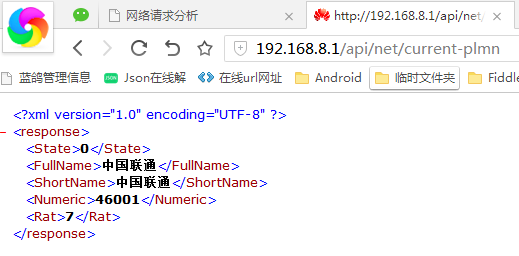 网络请求分析
http://192.168.8.1/api/net/
192.168.8.1/api/net/current-plmn
蓝鸽管理信息 Json在线解 在线url网址 Android 临时文件夹 Fiddle
<?xml version="1.0" encoding="UTF-8" ?>
- <response>
<State>0</State>
<FullName>中国联通</FullName>
<ShortName>中国联通</ShortName>
<Numeric>46001</Numeric>
<Rat>7</Rat>
</response>